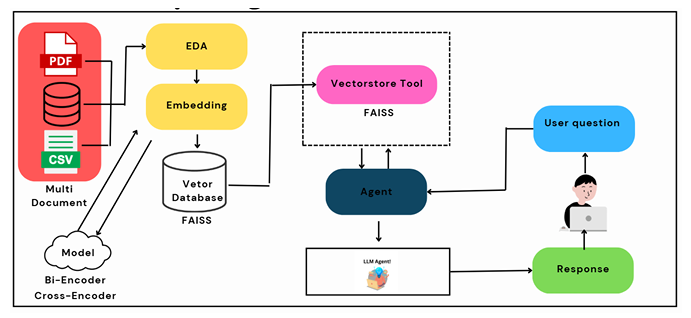 PDF
CSV
Multi
Document
EDA
Embedding
Vetor
Database
FAISS
Model
Bi-Encoder
Cross-Encoder
Vectorstore Tool
FAISS
Agent
LLM Agent!
User question
Response